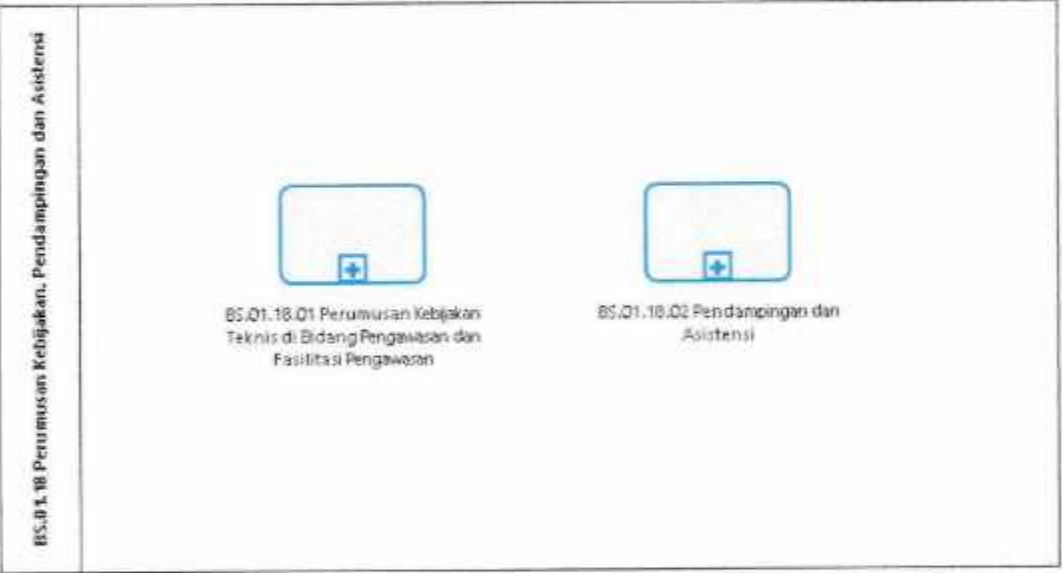 BS.01.18 Perumusan Kebijakan, Pendampingan dan Asistensi
BS.01.18.01 Perumusan Kebijakan
Teknis di Bidang Pengawasan dan
Fasilitasi Pengawasan
BS.01.18.02 Pendampingan dan
Asistensi